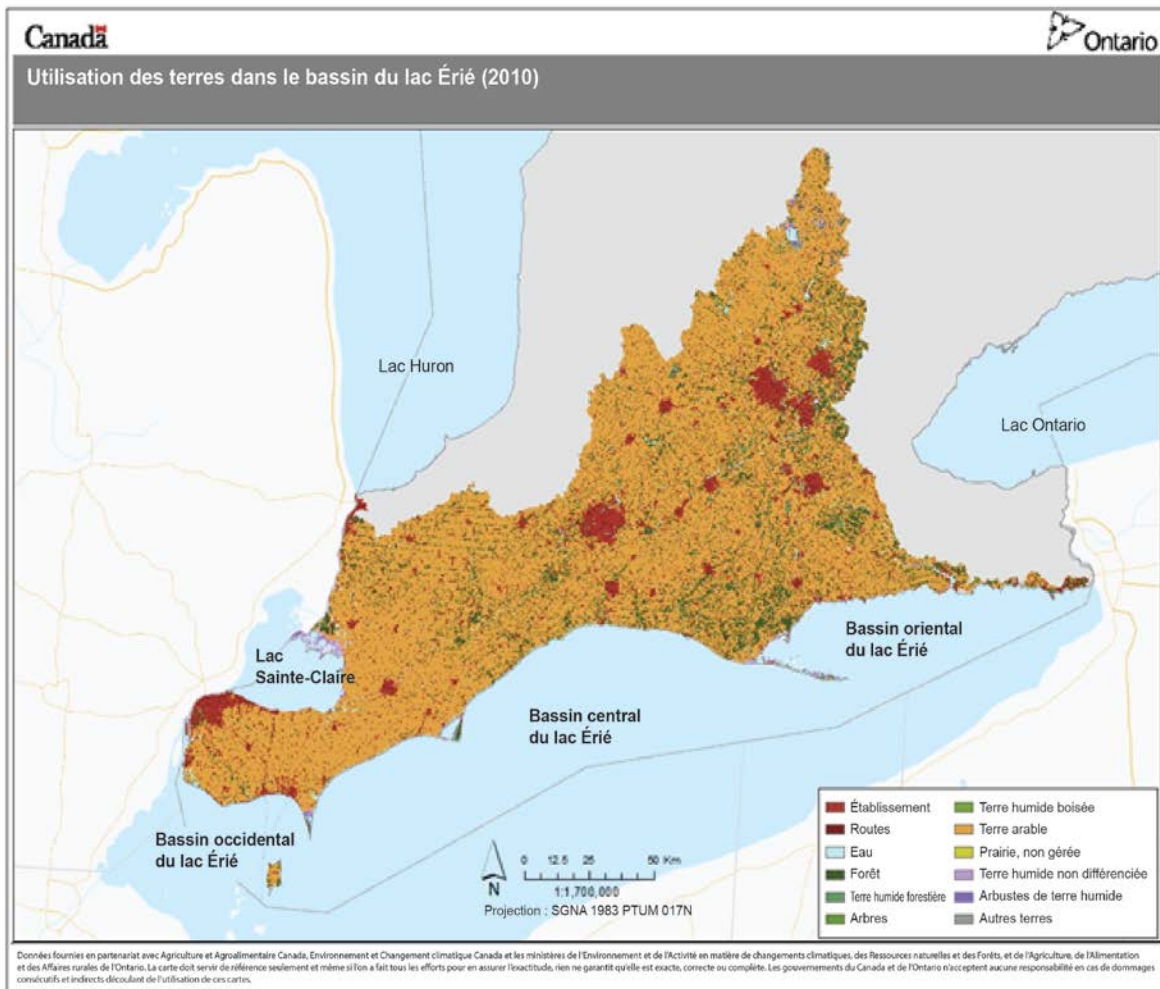 Canada
Ontario
Utilisation des terres dans le bassin du lac Érié (2010)
Lac Huron
Lac Ontario
Lac
Sainte-Claire
Bassin oriental
du lac Érié
Bassin central
du lac Érié
Bassin occidental
du lac Érié
N
0 12.5 25 50 Km
1:1,700,000
Projection : SGNA 1983 PTUM 017N
Établissement
Routes
Eau
Forêt
Terre humide forestière
Arbres
Terre humide boisée
Terre arable
Prairie, non gérée
Terre humide non différenciée
Arbustes de terre humide
Autres terres
Données fournies en partenariat avec Agriculture et Agroalimentaire Canada, Environnement et Changement climatique Canada et les ministères de l'Environnement et de l'Activité en matière de changements climatiques, des Ressources naturelles et des Forêts, et de l'Agriculture, de l'Alimentation
et des Affaires rurales de l'Ontario. La carte doit servir de référence seulement et même si l'on a fait tous les efforts pour en assurer l'exactitude, rien ne garantit qu'elle est exacte, correcte ou complète. Les gouvernements du Canada et de l'Ontario n'acceptent aucune responsabilité en cas de dommages
consécutifs et indirects découlant de l'utilisation de ces cartes.